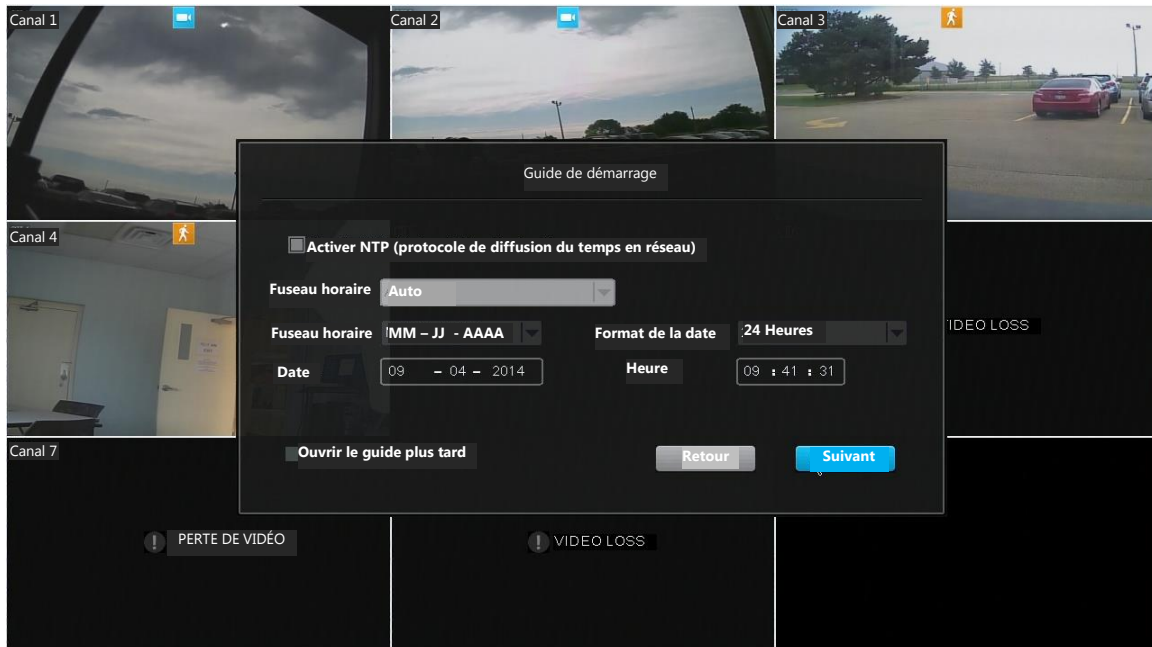 Canal 1
Canal 2
Canal 3
Guide de démarrage
Canal 4
Activer NTP (protocole de diffusion du temps en réseau)
Fuseau horaire Auto
Fuseau horaire MM – JJ - AAAA Format de la date 24 Heures
IDEO LOSS
Date 09 – 04 – 2014 Heure 09 : 41 : 31
Canal 7
Ouvrir le guide plus tard Retour Suivant
PERTE DE VIDÉO
VIDEO LOSS